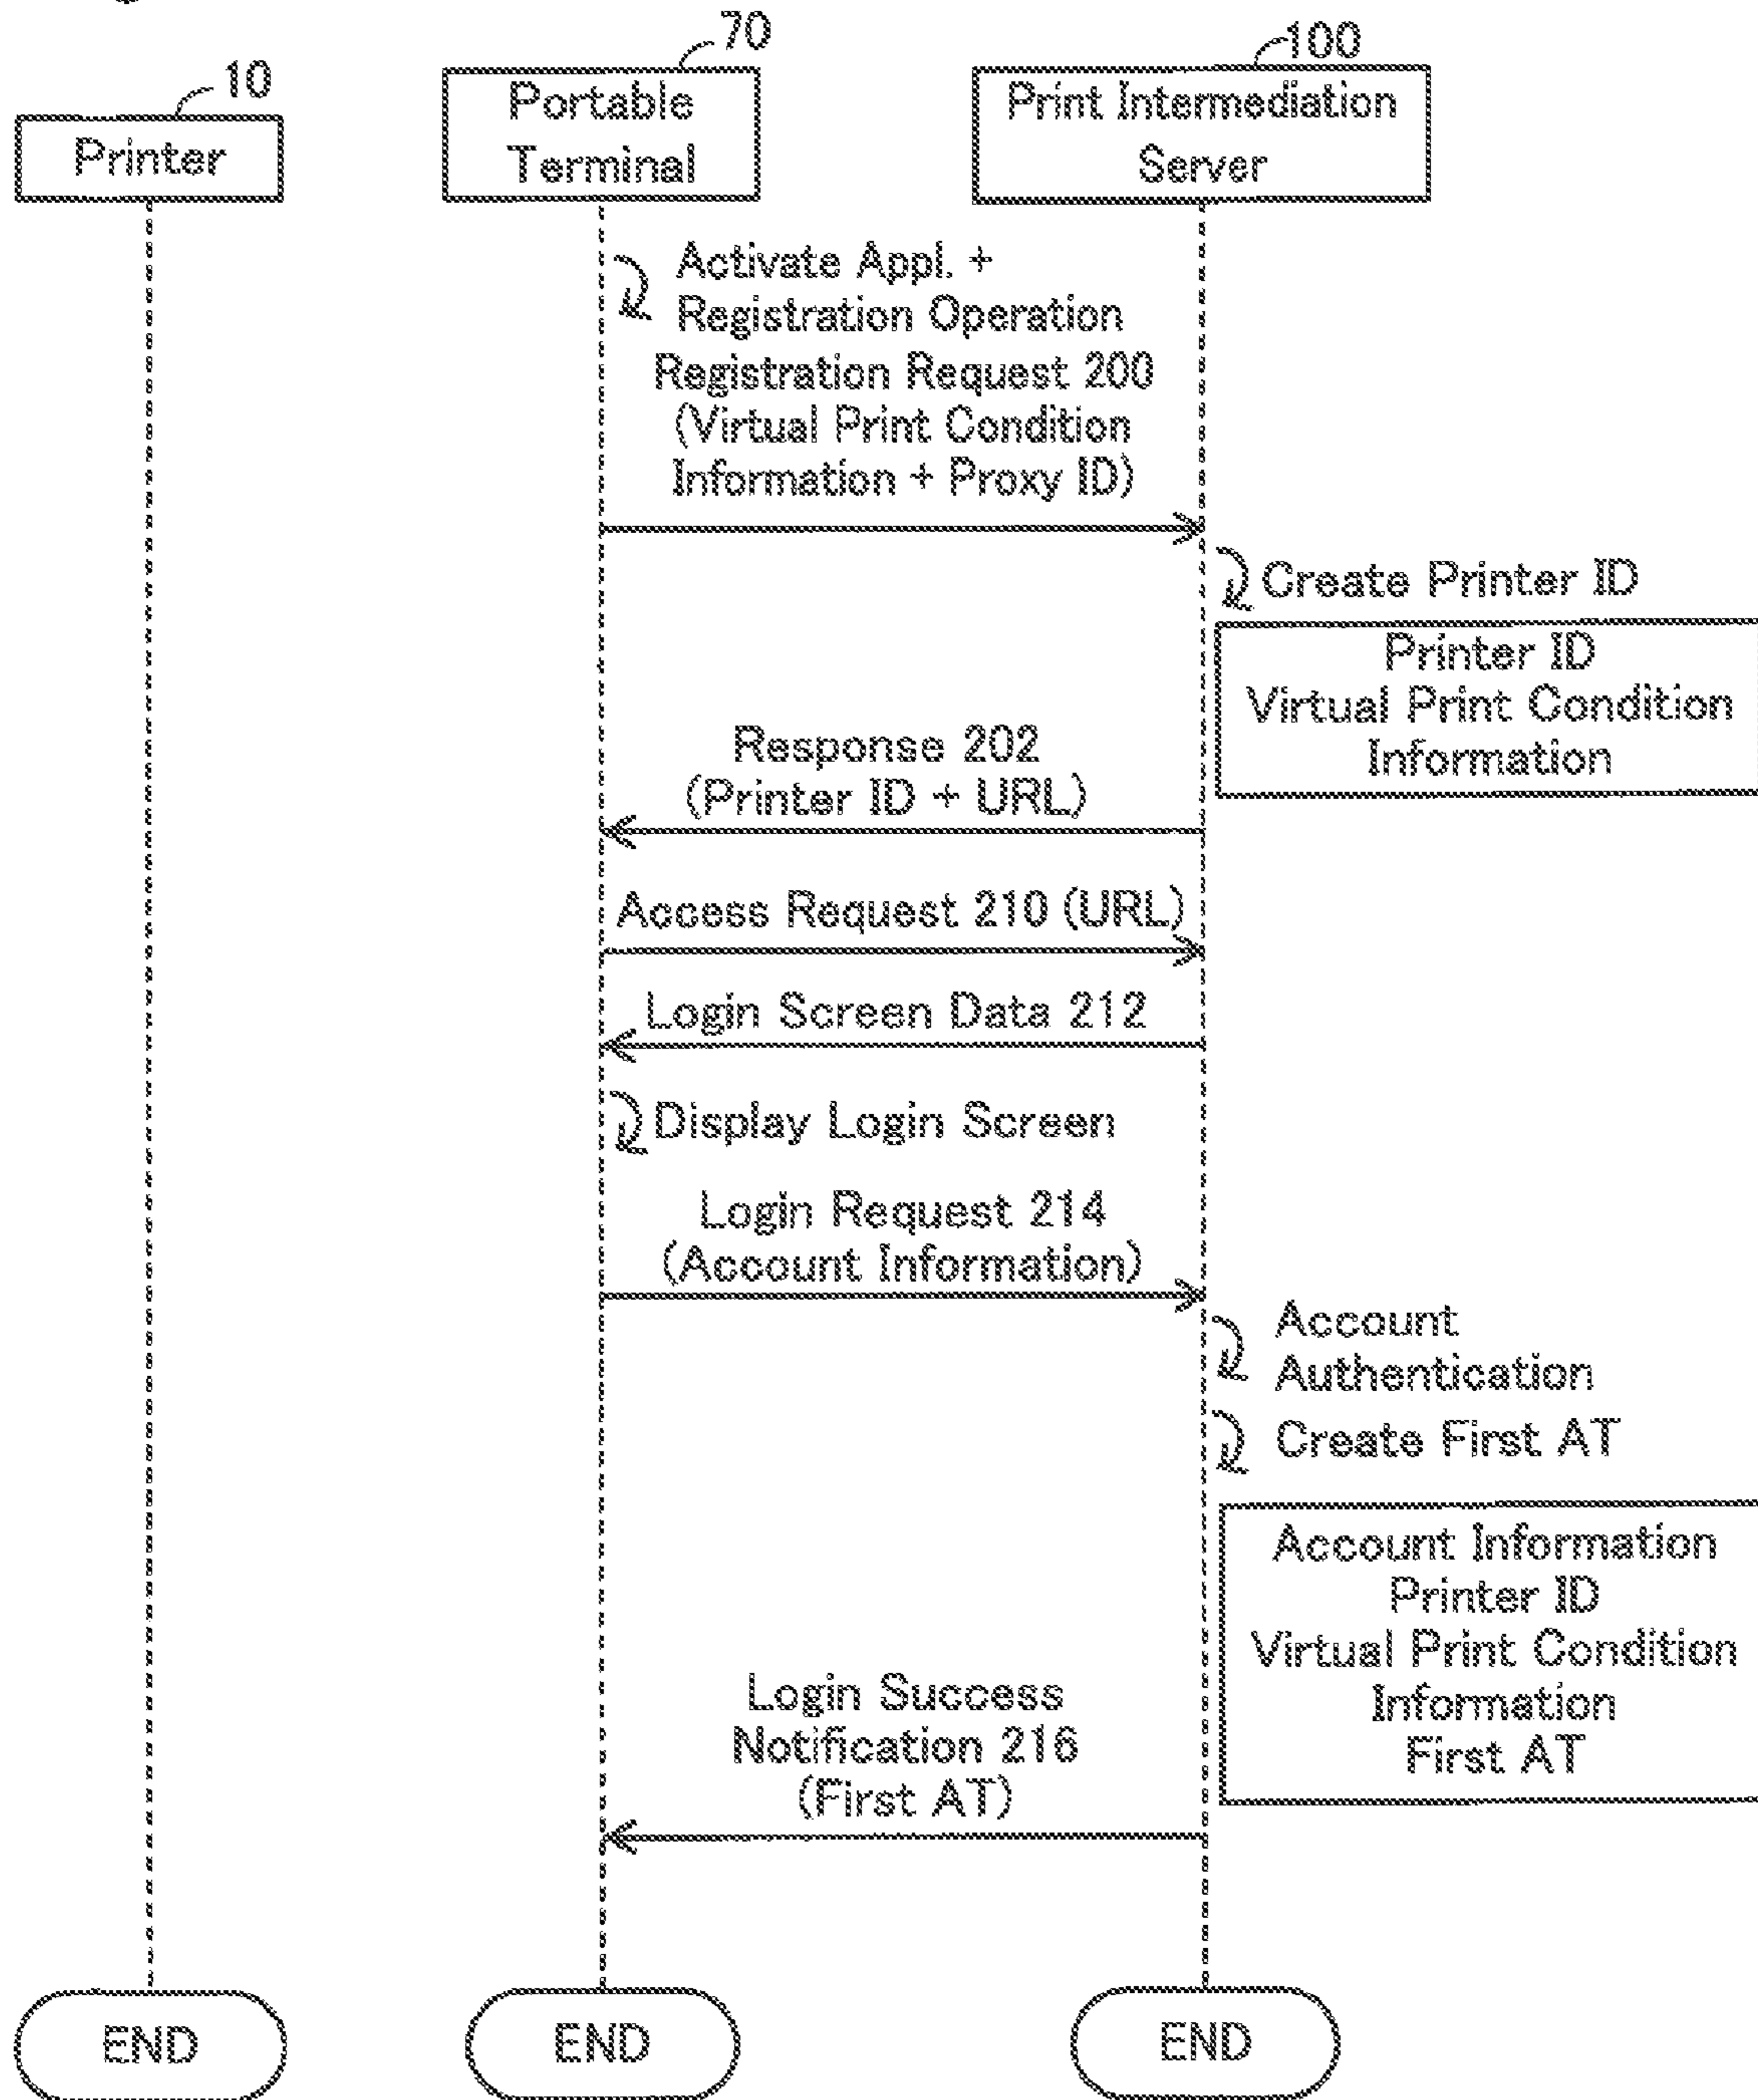 10
Printer
70
Portable
Terminal
100
Print Intermediation
Server
Activate Appl. +
Registration Operation
Registration Request 200
(Virtual Print Condition
Information + Proxy ID)
Create Printer ID
Printer ID
Virtual Print Condition
Information
Response 202
(Printer ID + URL)
Access Request 210 (URL)
Login Screen Data 212
Display Login Screen
Login Request 214
(Account Information)
Account
Authentication
Create First AT
Account Information
Printer ID
Virtual Print Condition
Information
First AT
Login Success
Notification 216
(First AT)
END
END
END